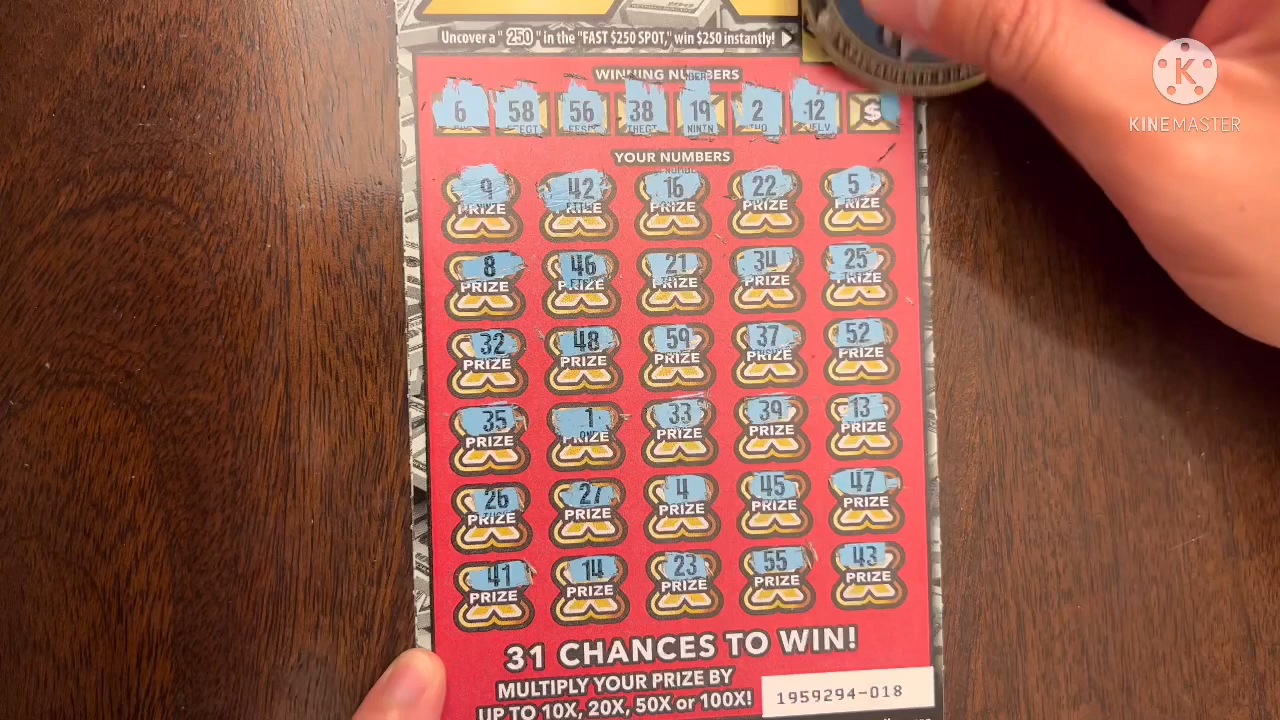 Uncover a "250" in the "FAST $250 SPOT," win $250 instantly!
K
KINEMASTER
WINNING NUMBERS
6 58 56 38 19 2 12 $
YOUR NUMBERS
9 42 16 22 5
PRIZE PRIZE PRIZE PRIZE PRIZE
8 46 21 34 25
PRIZE PRIZE PRIZE PRIZE PRIZE
32 48 59 37 52
PRIZE PRIZE PRIZE PRIZE PRIZE
35 1 33 39 13
PRIZE PRIZE PRIZE PRIZE PRIZE
26 27 4 45 47
PRIZE PRIZE PRIZE PRIZE PRIZE
41 14 23 55 43
PRIZE PRIZE PRIZE PRIZE PRIZE
31 CHANCES TO WIN!
MULTIPLY YOUR PRIZE BY
UP TO 10X, 20X, 50X or 100X!
1959294-018